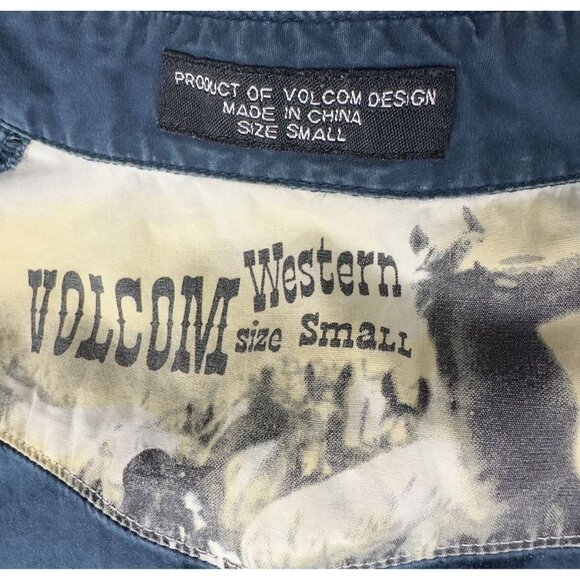 PRODUCT OF VOLCOM DESIGN
MADE IN CHINA
SIZE SMALL
VOLCOM Western
size Small